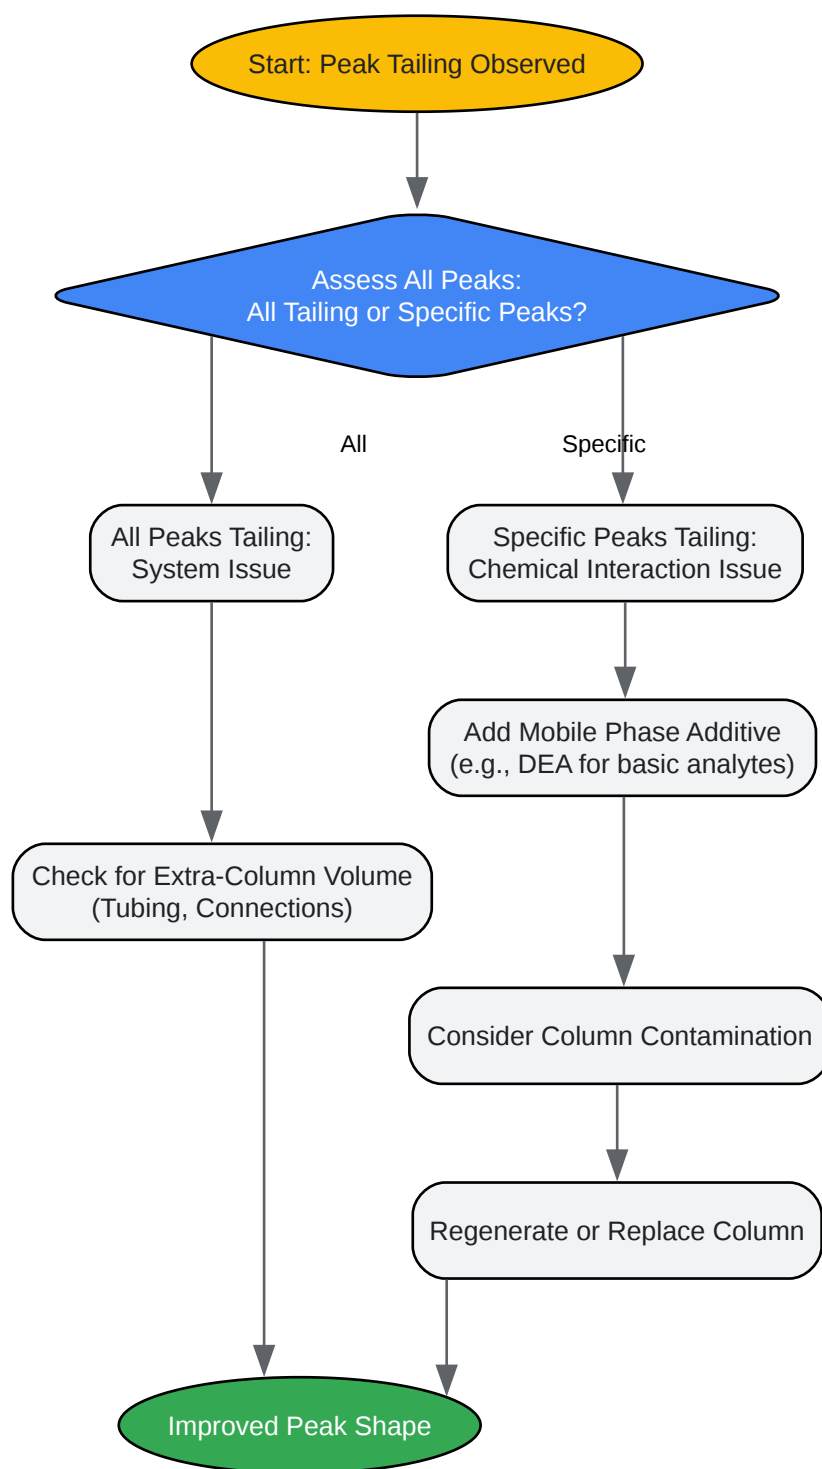 Start: Peak Tailing Observed
Assess All Peaks:
All Tailing or Specific Peaks?
All
Specific
All Peaks Tailing:
System Issue
Specific Peaks Tailing:
Chemical Interaction Issue
Add Mobile Phase Additive
(e.g., DEA for basic analytes)
Check for Extra-Column Volume
(Tubing, Connections)
Consider Column Contamination
Regenerate or Replace Column
Improved Peak Shape